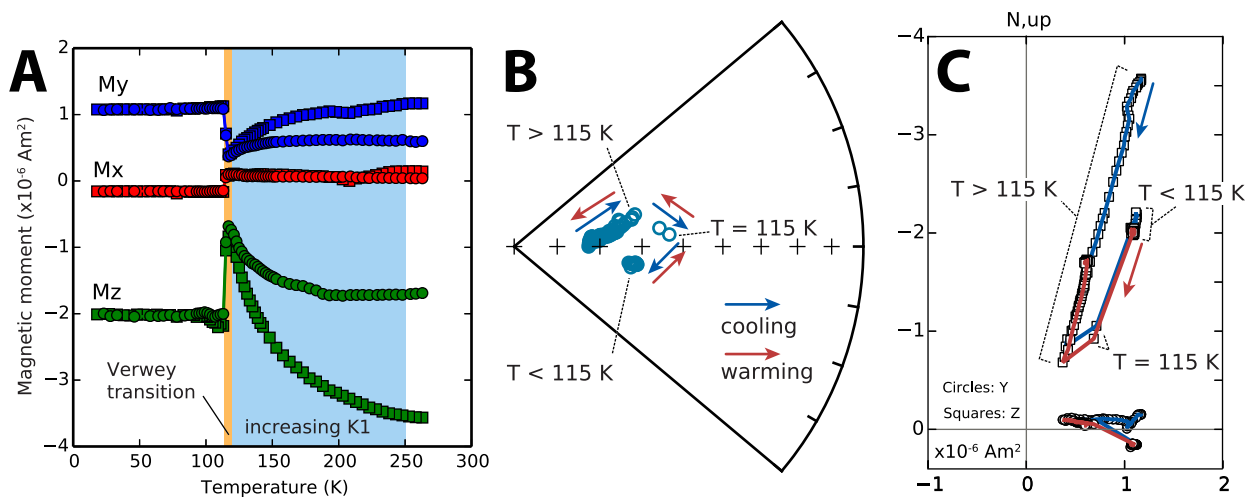 A
My
Mx
Mz
Verwey
transition
increasing K1
Magnetic moment (x10-6 Am2)
2
1
0
−1
−2
−3
−4
0
50
100
150
200
250
300
Temperature (K)
B
T > 115 K
T = 115 K
T < 115 K
cooling
warming
C
N,up
−4
−3
−2
−1
0
T > 115 K
T < 115 K
T = 115 K
Circles: Y
Squares: Z
x10-6 Am2
−1
0
1
2